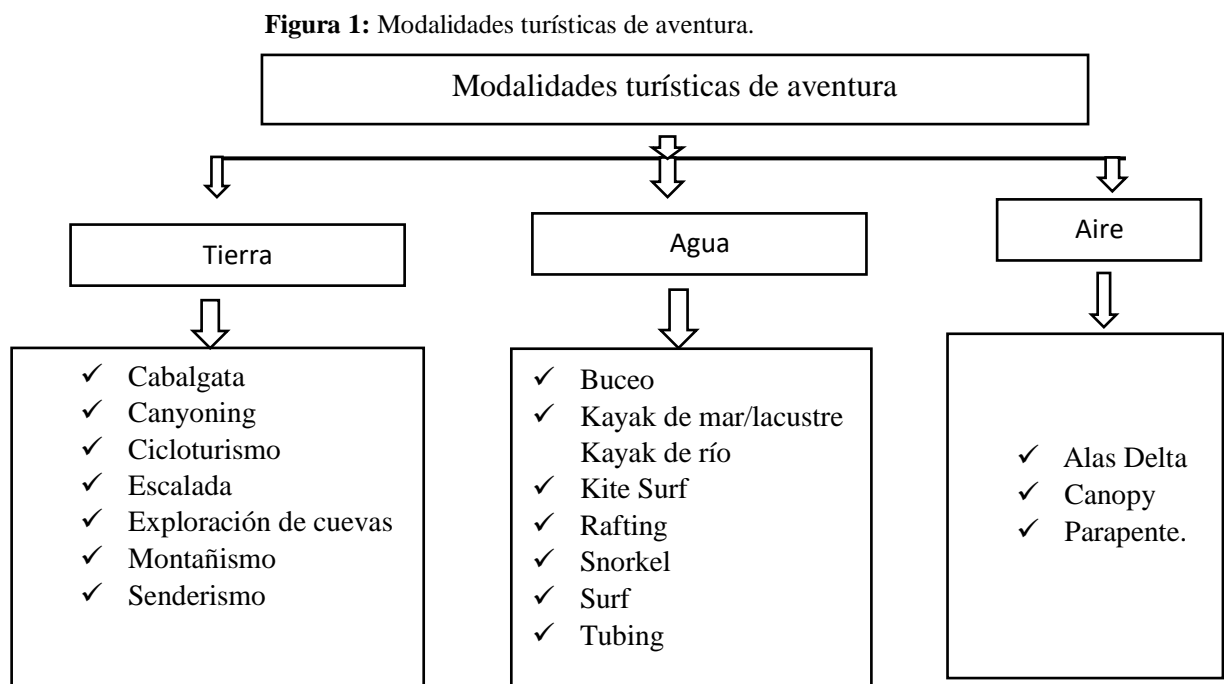 Figura 1: Modalidades turísticas de aventura.
Modalidades turísticas de aventura
Tierra
Agua
Aire
✓ Cabalgata
✓ Canyoning
✓ Cicloturismo
✓ Escalada
✓ Exploración de cuevas
✓ Montañismo
✓ Senderismo
✓ Buceo
✓ Kayak de mar/lacustre
Kayak de río
✓ Kite Surf
✓ Rafting
✓ Snorkel
✓ Surf
✓ Tubing
✓ Alas Delta
✓ Canopy
✓ Parapente.